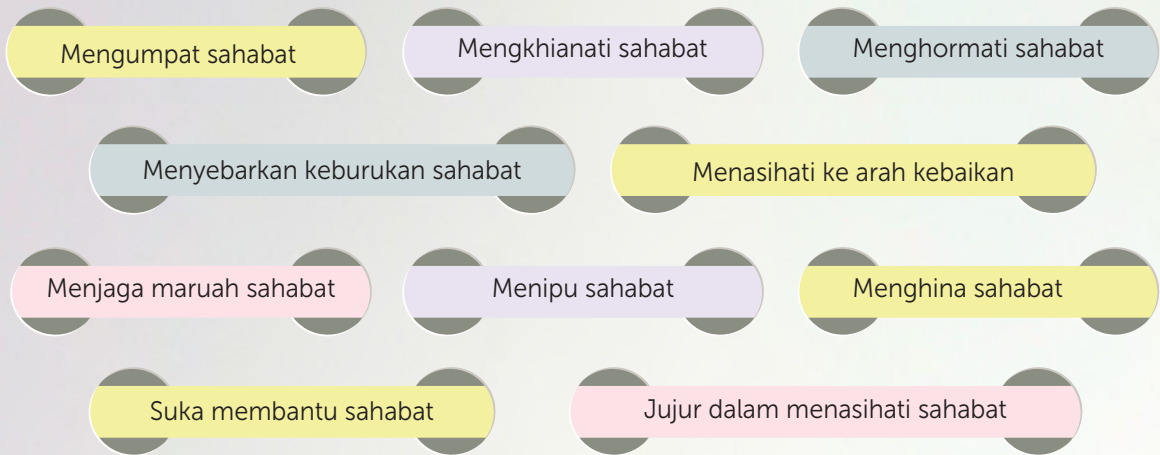 Mengumpat sahabat
Mengkhianati sahabat
Menghormati sahabat
Menyebarkan keburukan sahabat
Menasihati ke arah kebaikan
Menjaga maruah sahabat
Menipu sahabat
Menghina sahabat
Suka membantu sahabat
Jujur dalam menasihati sahabat